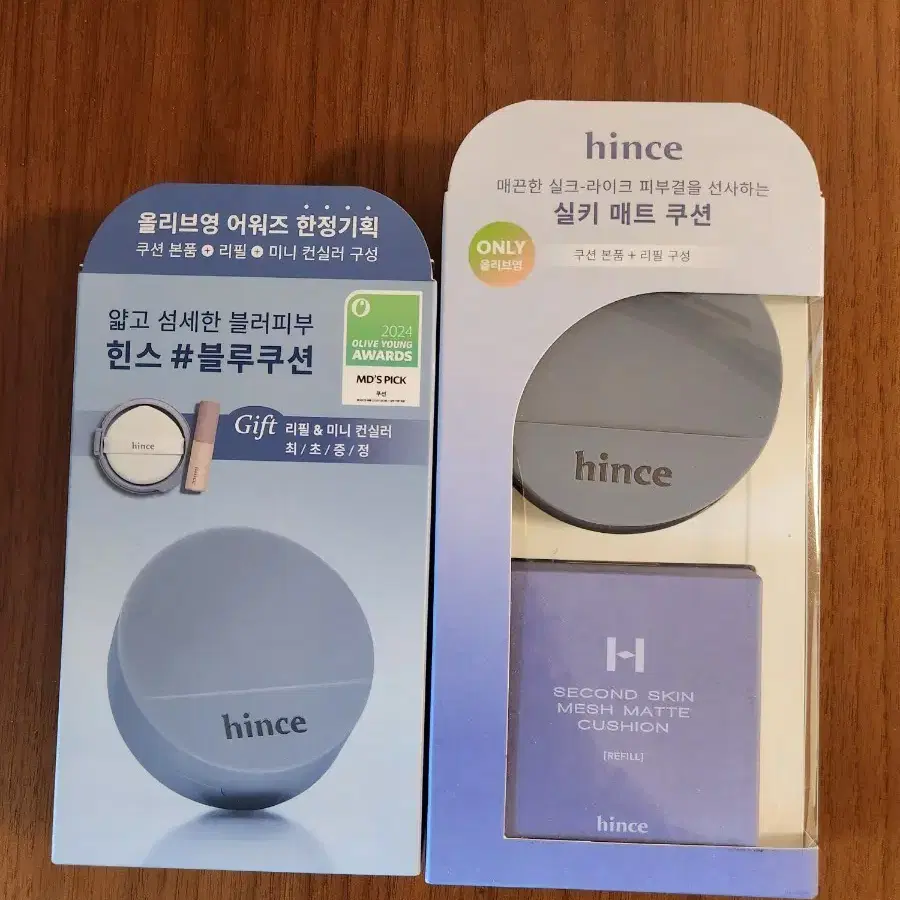 올리브영 어워즈 한정기획
쿠션 본품 + 리필 + 미니 컨실러 구성
얇고 섬세한 블러피부
힌스 #블루쿠션
2024
OLIVE YOUNG
AWARDS
MD'S PICK
쿠션
hince
Gift 리필 & 미니 컨실러
최/초/증/정
hince
hince
매끈한 실크-라이크 피부결을 선사하는
실키 매트 쿠션
ONLY
올리브영
쿠션 본품 + 리필 구성
hince
SECOND SKIN
MESH MATTE
CUSHION
[REFILL]
hince